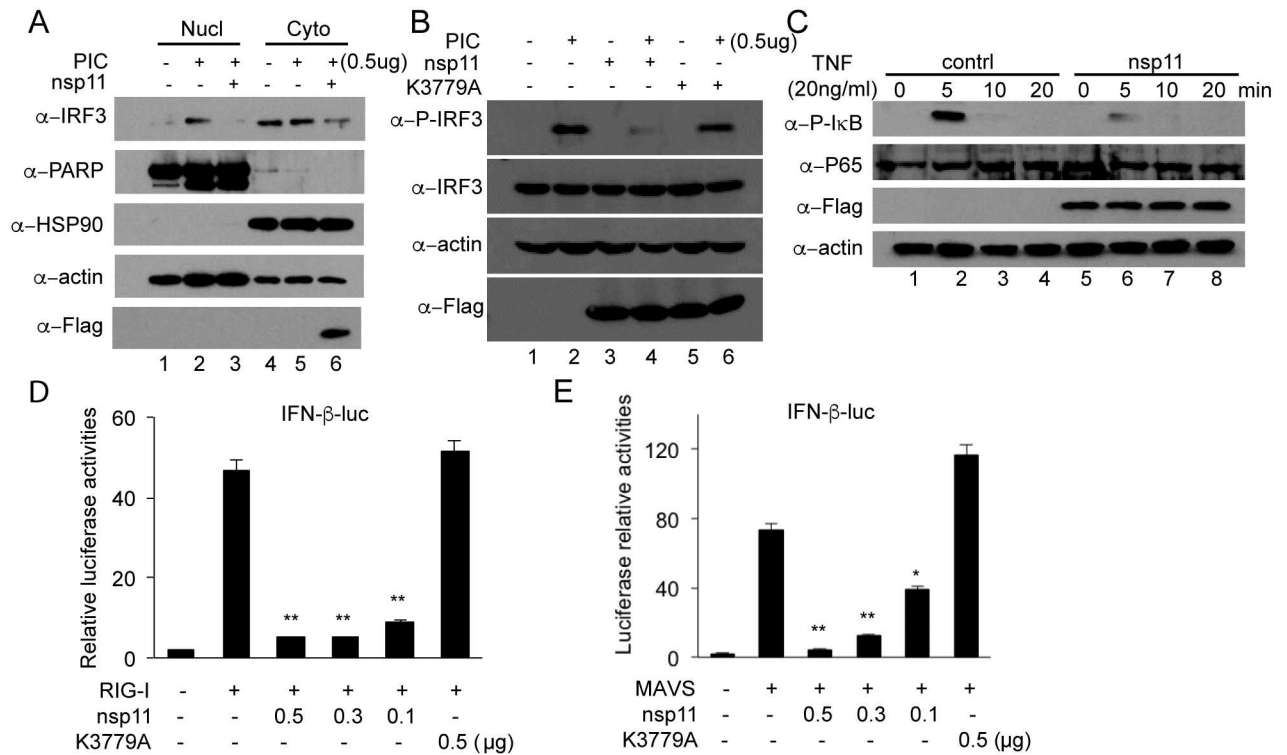 A
Nucl Cyto
PIC - + + - + + (0.5ug)
nsp11 - - + - - +
α-IRF3
α-PARP
α-HSP90
α-actin
α-Flag
1 2 3 4 5 6
B
PIC - + - + - + (0.5ug)
nsp11 - - + + - -
K3779A - - - - + +
α-P-IRF3
α-IRF3
α-actin
α-Flag
1 2 3 4 5 6
C
TNF contrl nsp11
(20ng/ml) 0 5 10 20 0 5 10 20 min
α-P-IκB
α-P65
α-Flag
α-actin
1 2 3 4 5 6 7 8
D
IFN-β-luc
Relative luciferase activities
60
40
20
0
** ** **
RIG-I - + + + + +
nsp11 - - 0.5 0.3 0.1 -
K3779A - - - - - 0.5 (μg)
E
IFN-β-luc
Luciferase relative activities
120
80
40
0
** ** *
MAVS - + + + + +
nsp11 - - 0.5 0.3 0.1 -
K3779A - - - - - 0.5 (μg)